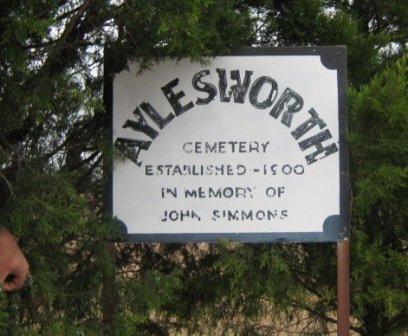 AYLESWORTH
CEMETERY
ESTABLISHED - 1900
IN MEMORY OF
JOHN SIMMONS